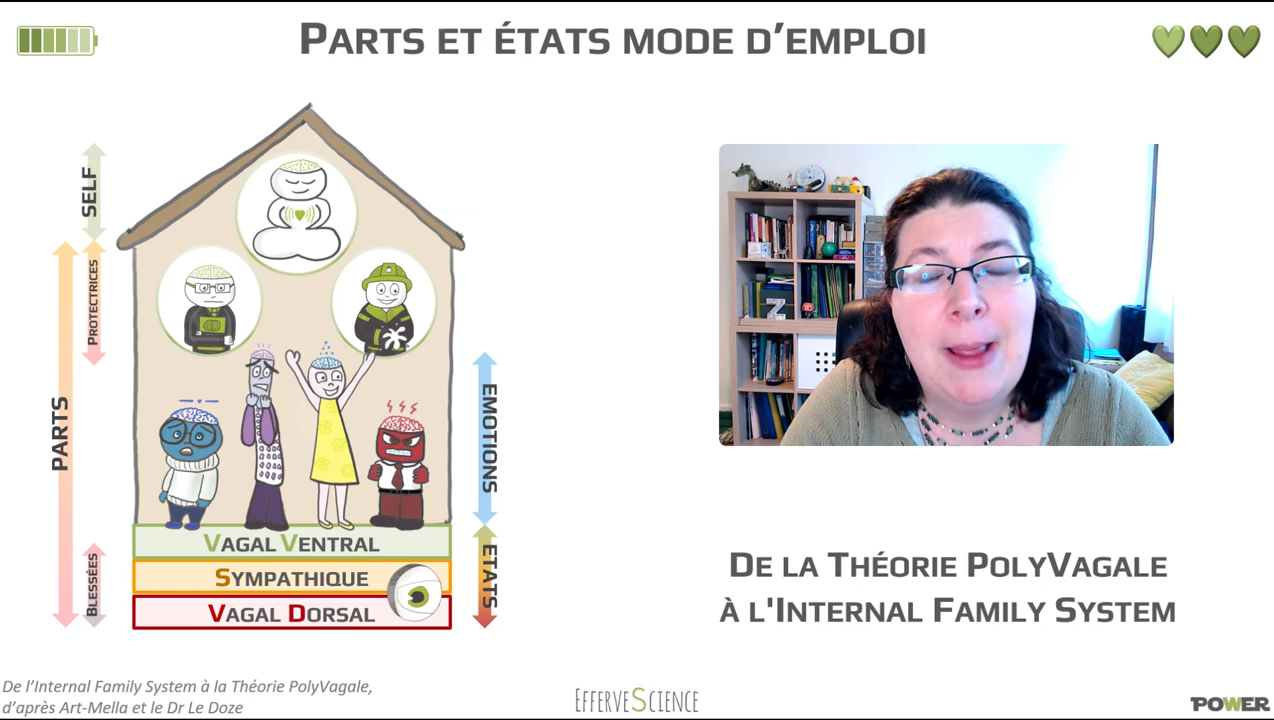 PARTS ET ÉTATS MODE D'EMPLOI
SELF
PROTECTRICES
PARTS
BLESSÉES
EMOTIONS
ETATS
VAGAL VENTRAL
SYMPATHIQUE
VAGAL DORSAL
DE LA THÉORIE POLYVAGALE
À L'INTERNAL FAMILY SYSTEM
De l'Internal Family System à la Théorie PolyVagale,
d'après Art-Mella et le Dr Le Doze
EFFERVESCIENCE
POWER